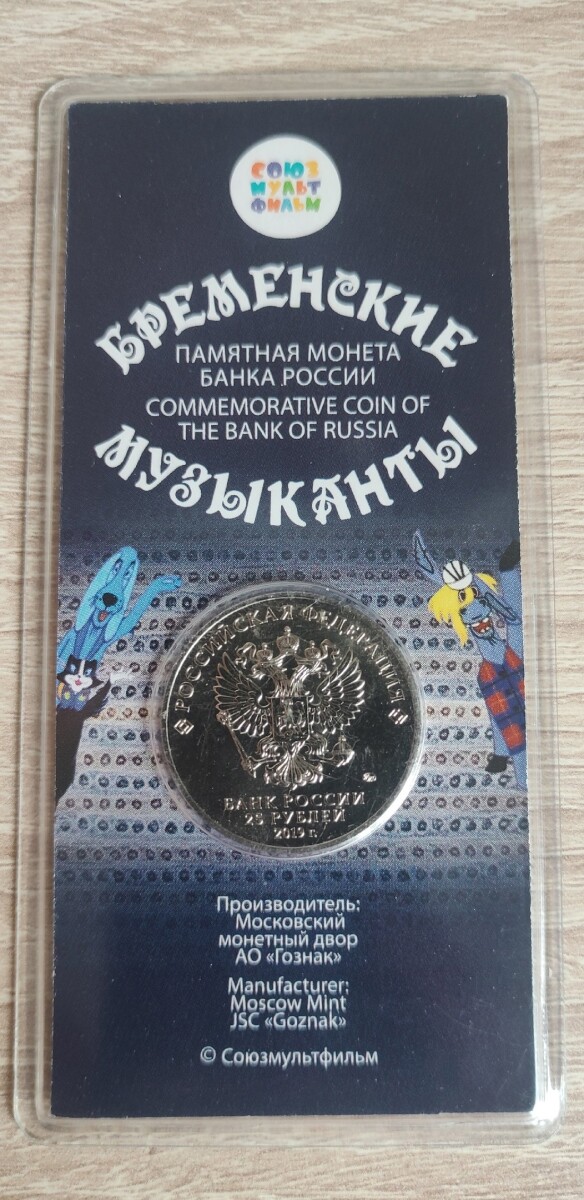 СОЮЗ
МУЛЬТ
ФИЛЬМ
БРЕМЕНСКИЕ
ПАМЯТНАЯ МОНЕТА
БАНКА РОССИИ
COMMEMORATIVE COIN OF
THE BANK OF RUSSIA
МУЗЫКАНТЫ
РОССИЙСКАЯ ФЕДЕРАЦИЯ
БАНК РОССИИ
25 РУБЛЕЙ
2019 г.
Производитель:
Московский
монетный двор
АО «Гознак»
Manufacturer:
Moscow Mint
JSC «Goznak»
© Союзмультфильм